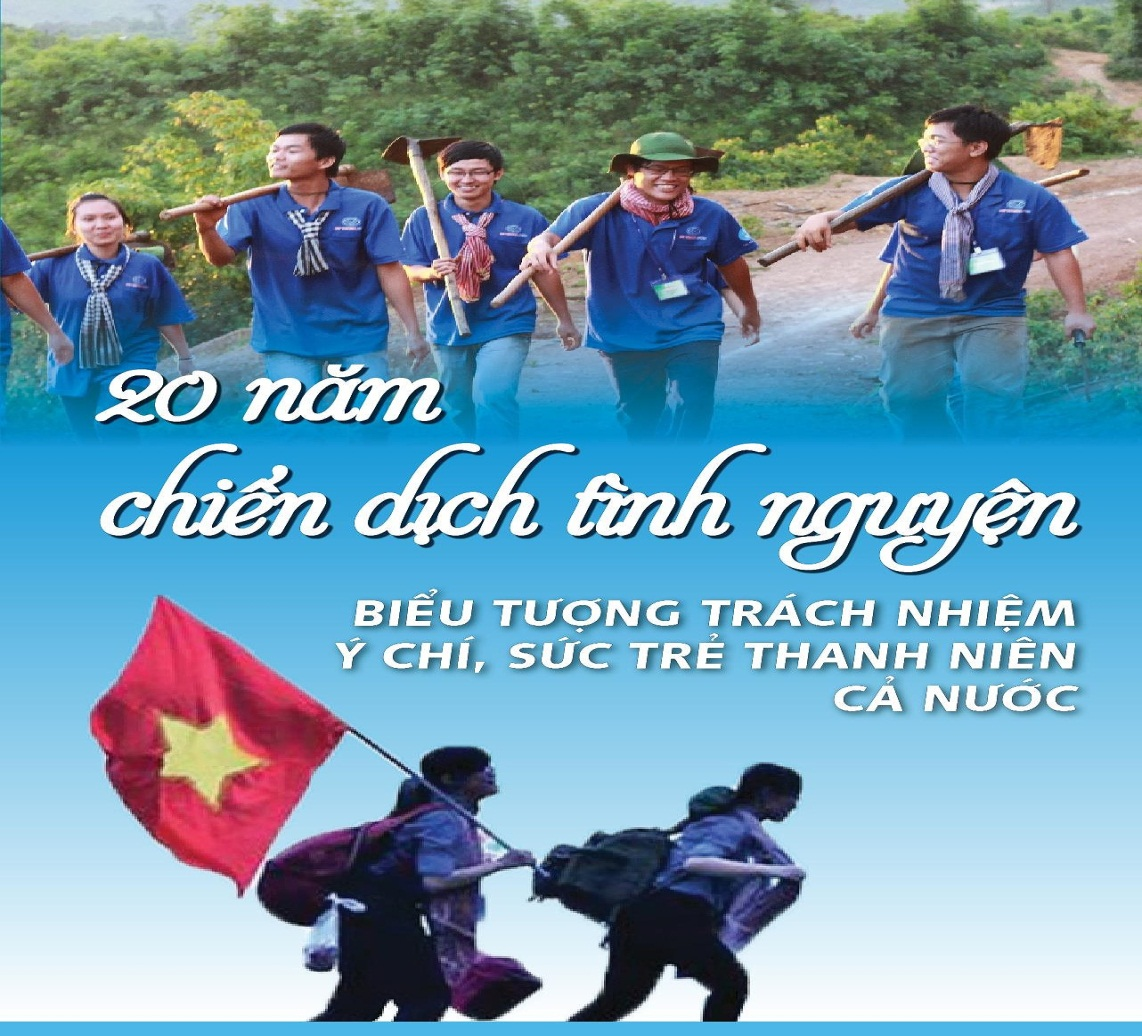 20 năm
chiến dịch tình nguyện
BIỂU TƯỢNG TRÁCH NHIỆM
Ý CHÍ, SỨC TRẺ THANH NIÊN
CẢ NƯỚC